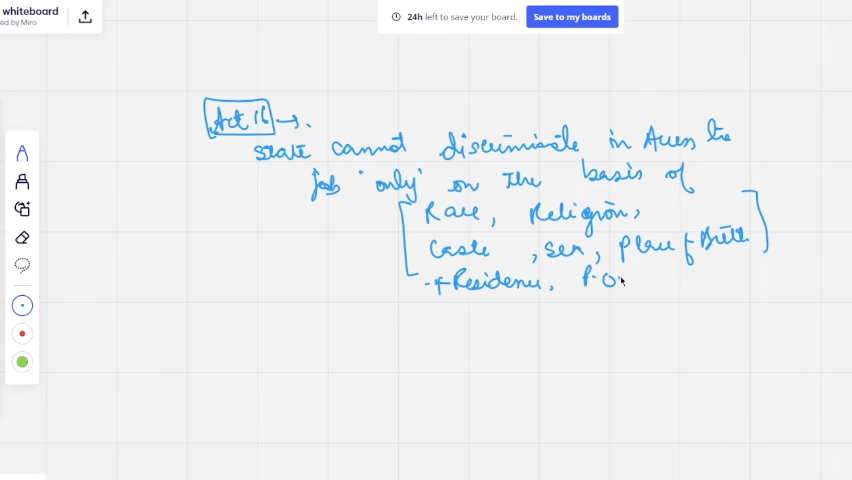 whiteboard
ed by Miro
24h left to save your board.
Save to my boards
Art 16 →
state cannot discriminate in Access to
job 'only' on the basis of
Race, Religion,
Caste, Sex, place of Birth
+ Residence, P.O